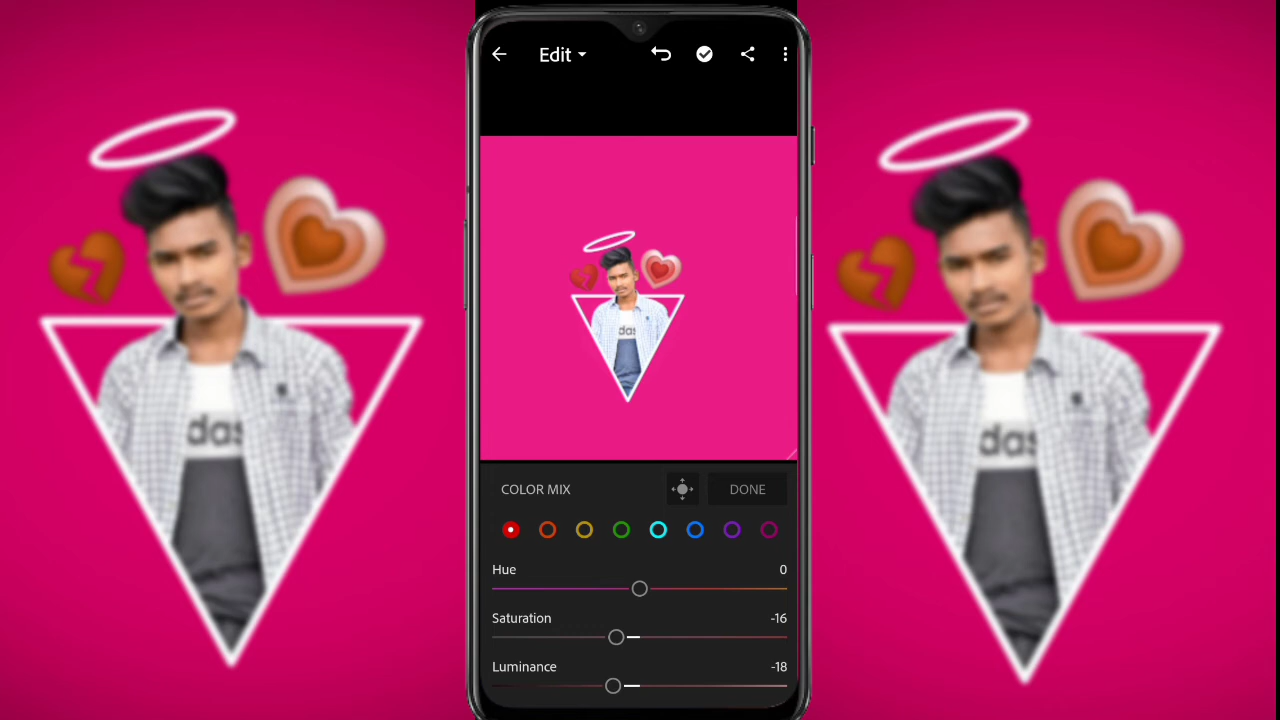 Edit
das
das
das
COLOR MIX
DONE
Hue 0
Saturation -16
Luminance -18